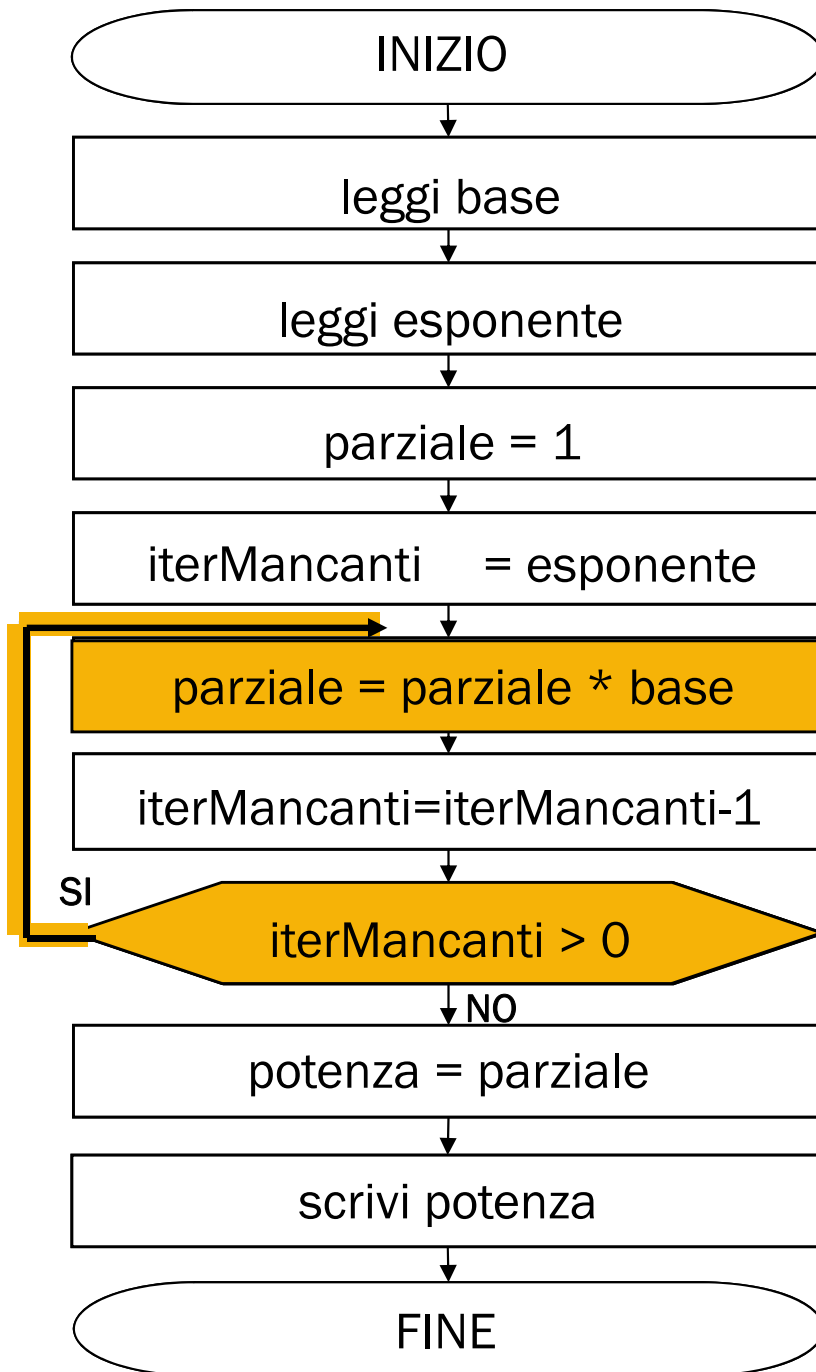 INIZIO
leggi base
leggi esponente
parziale = 1
iterMancanti = esponente
parziale = parziale * base
iterMancanti=iterMancanti-1
SI
iterMancanti > 0
NO
potenza = parziale
scrivi potenza
FINE